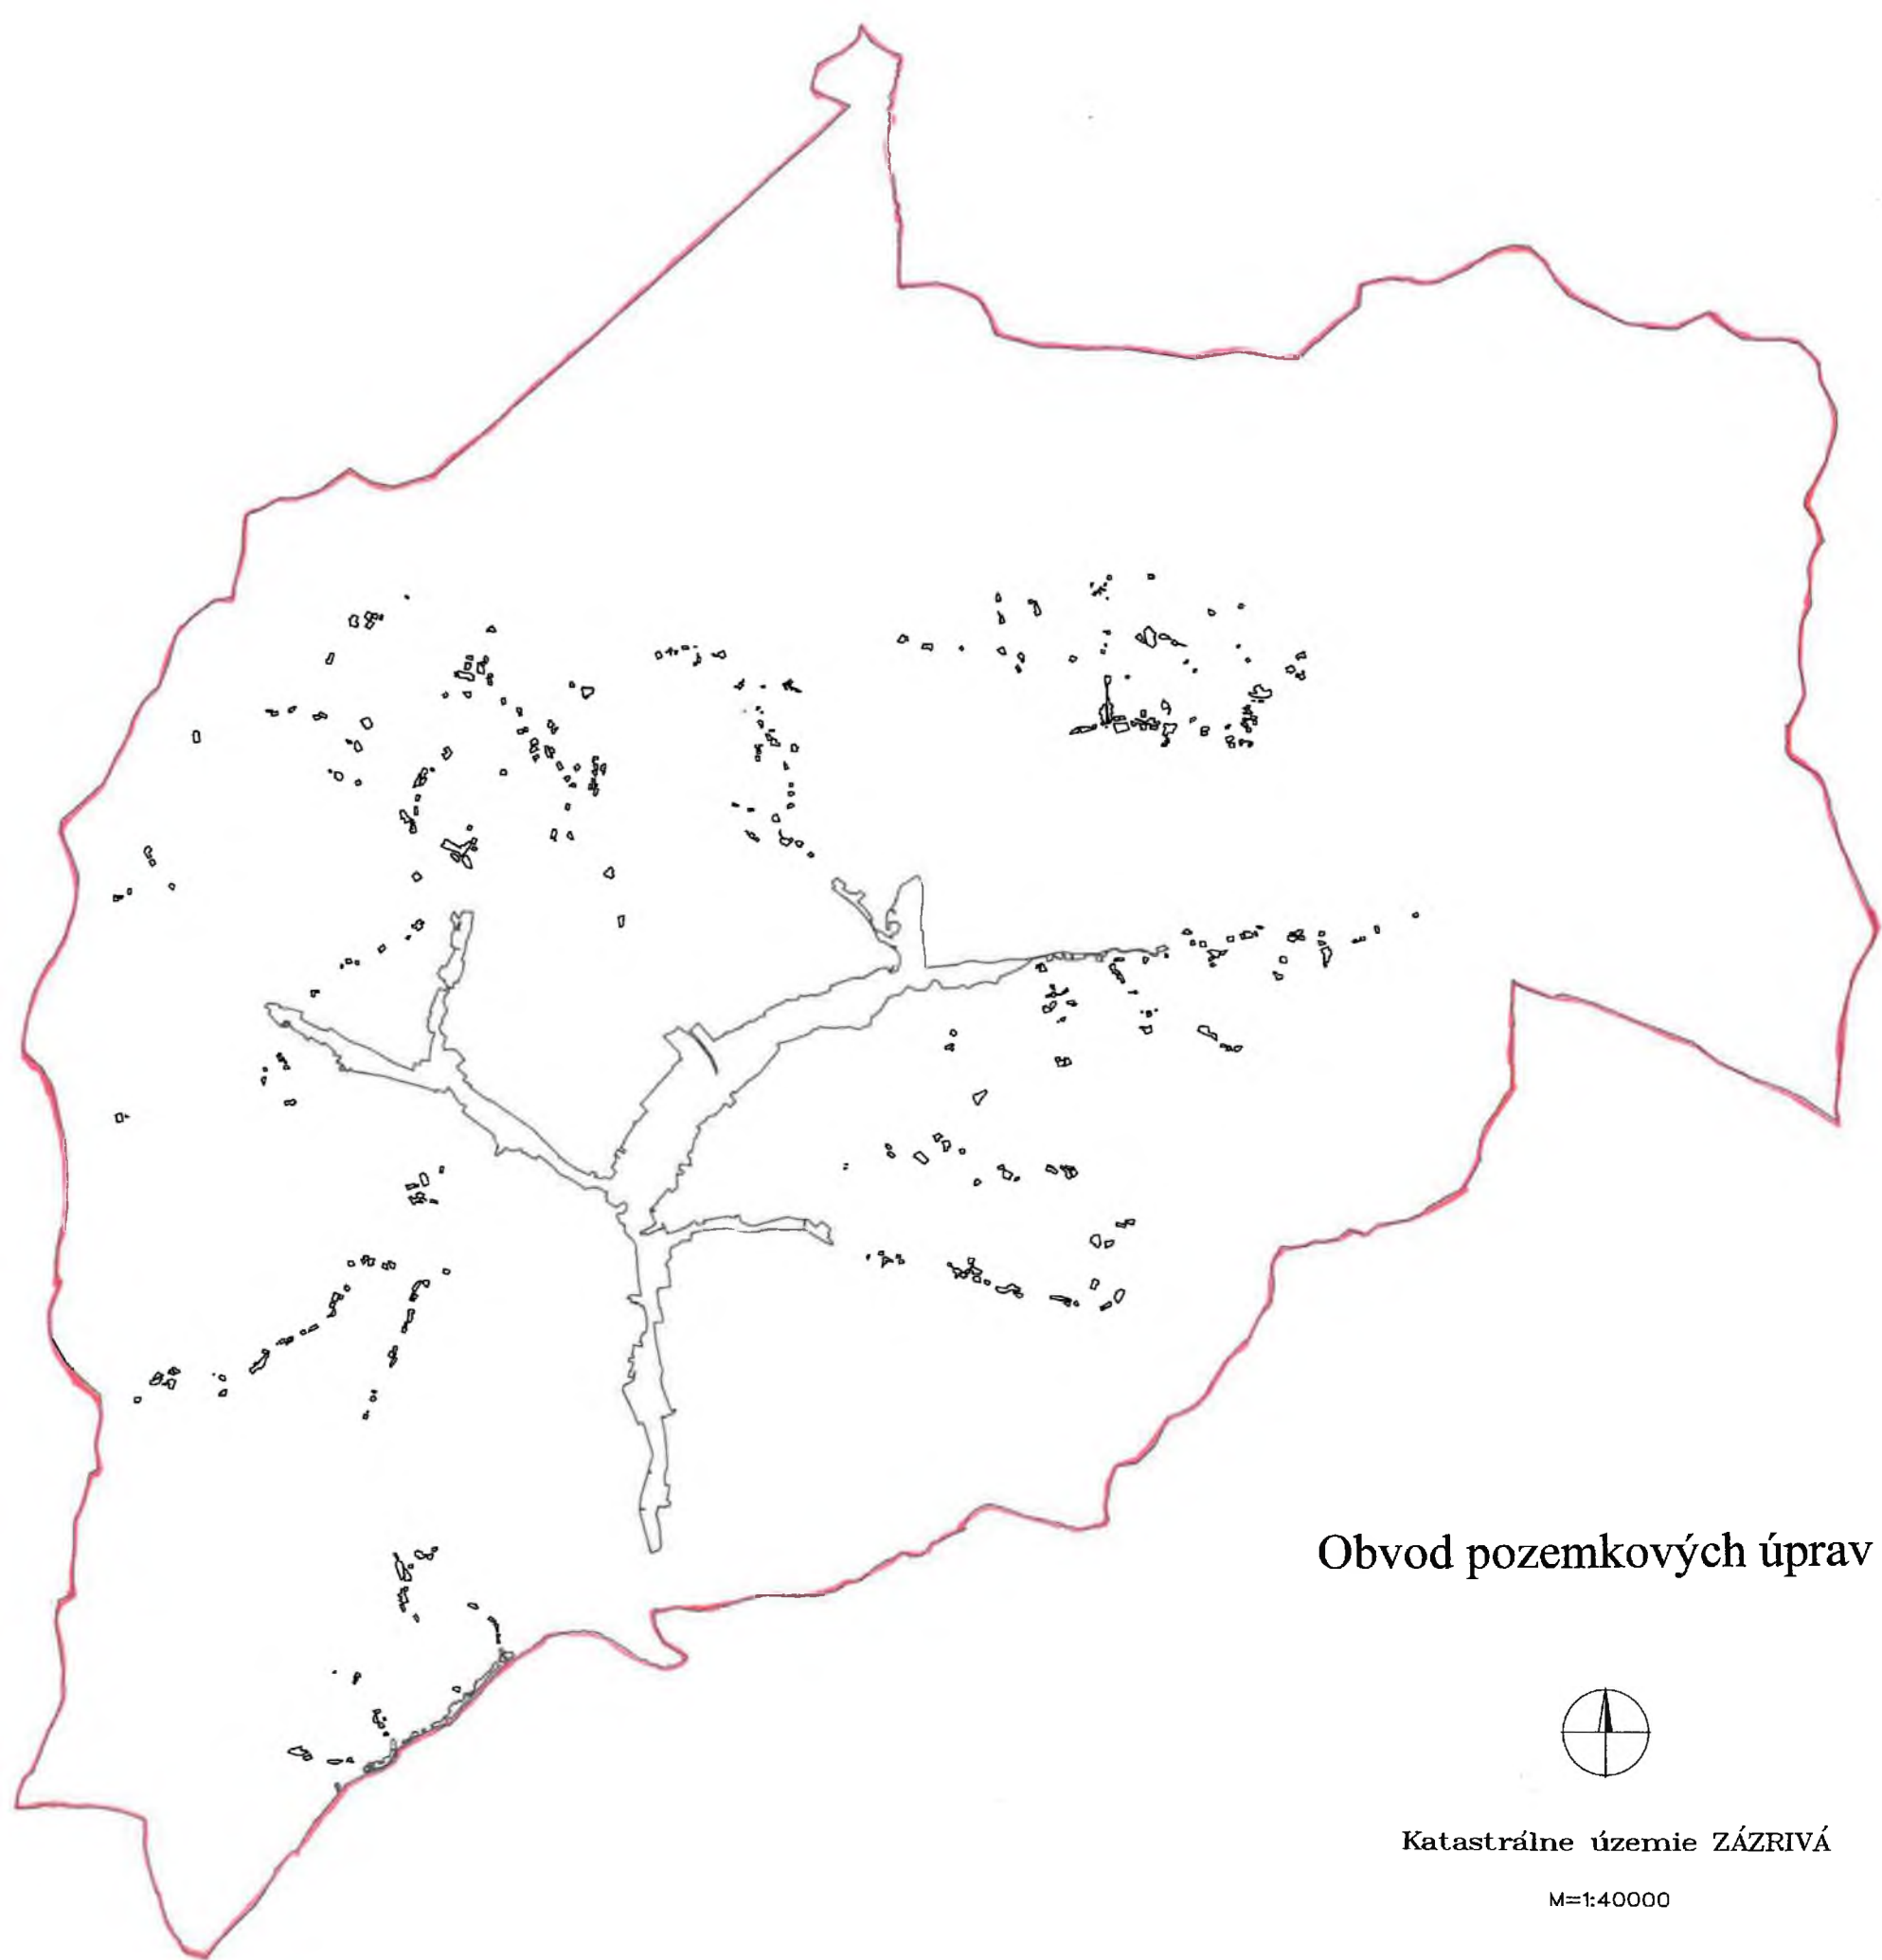 Obvod pozemkových úprav
Katastrálne územie ZÁZRIVÁ
M=1:40000